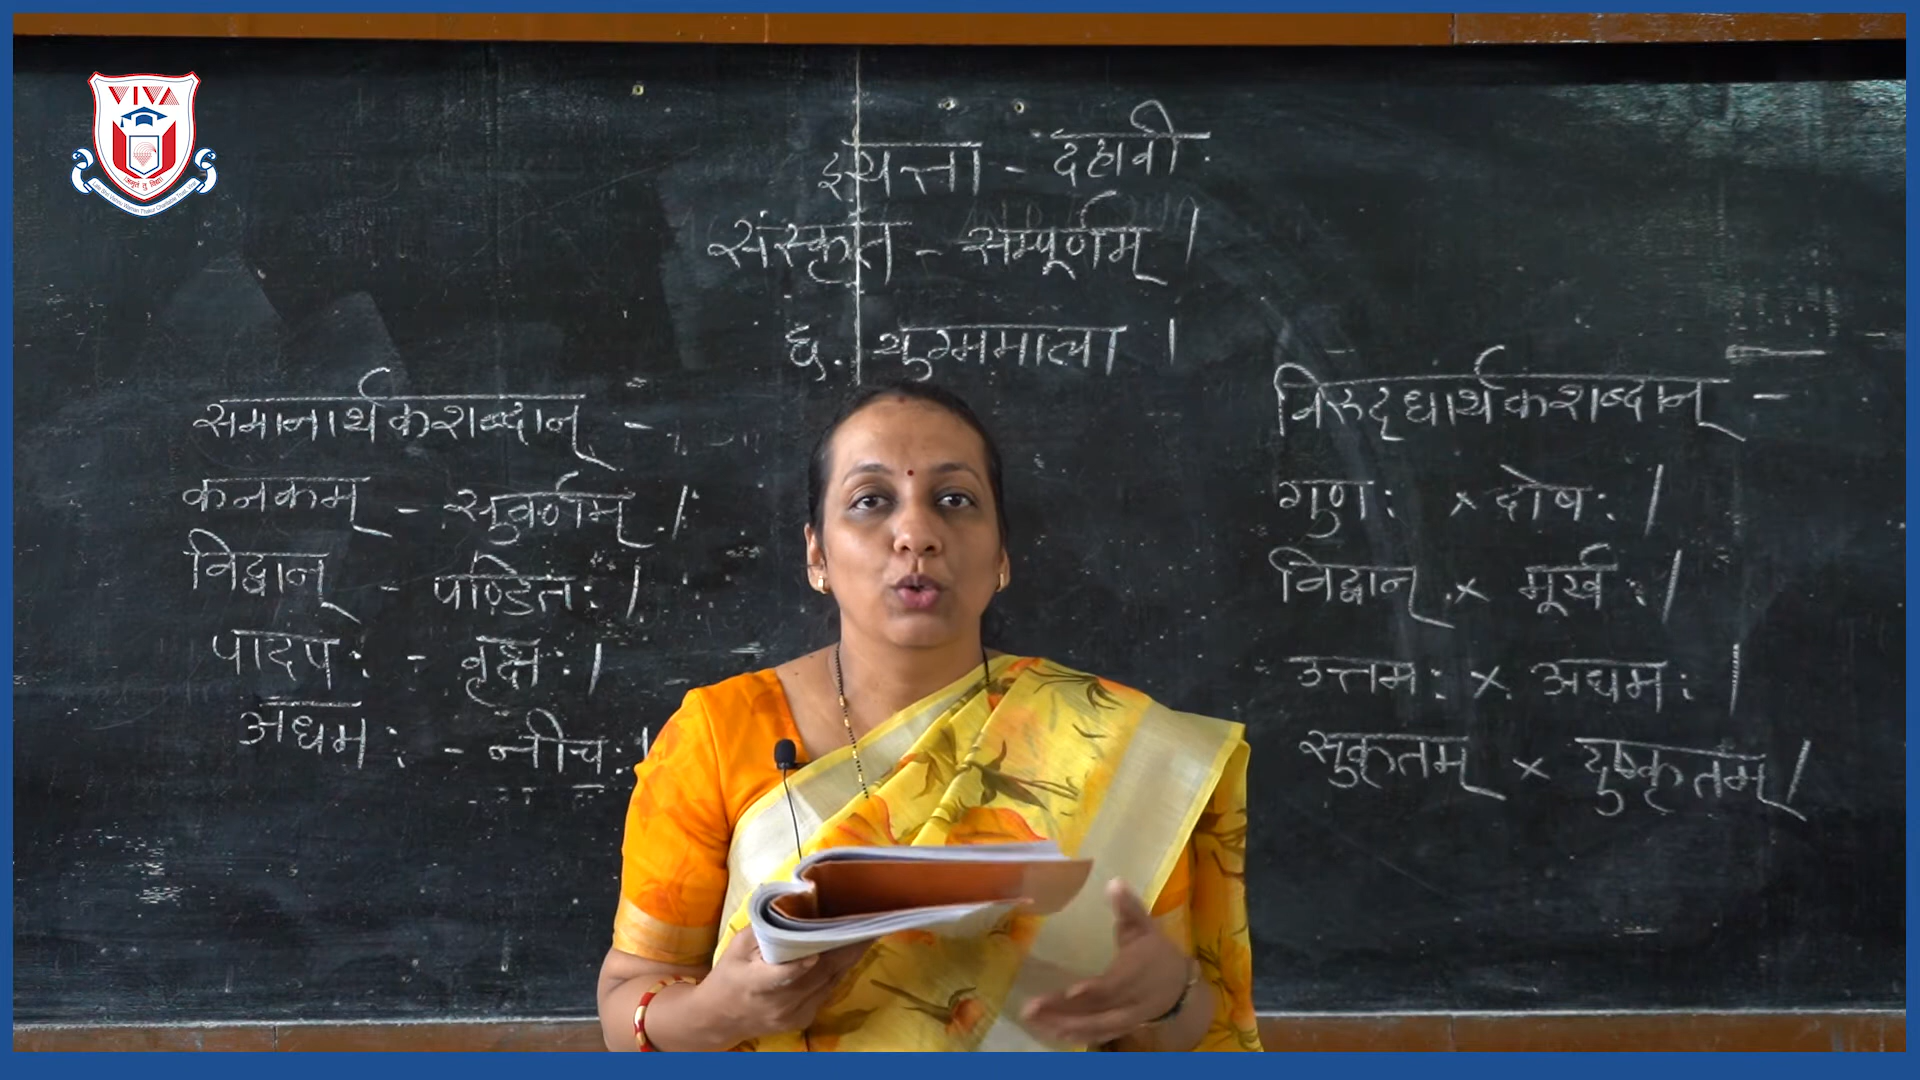 VIVA
इयत्ता - दहावी.
संस्कृत - सम्पूर्णम् ।
६. युग्ममाला ।
समानार्थकशब्दान् -
कनकम् - सुवर्णम् ।
विद्वान् - पण्डितः ।
पादपः - वृक्षः ।
अधमः - नीचः ।
विरूद्धार्थकशब्दान् -
गुणः × दोषः ।
विद्वान् × मूर्खः ।
उत्तमः × अधमः ।
सुकृतम् × दुष्कृतम् ।